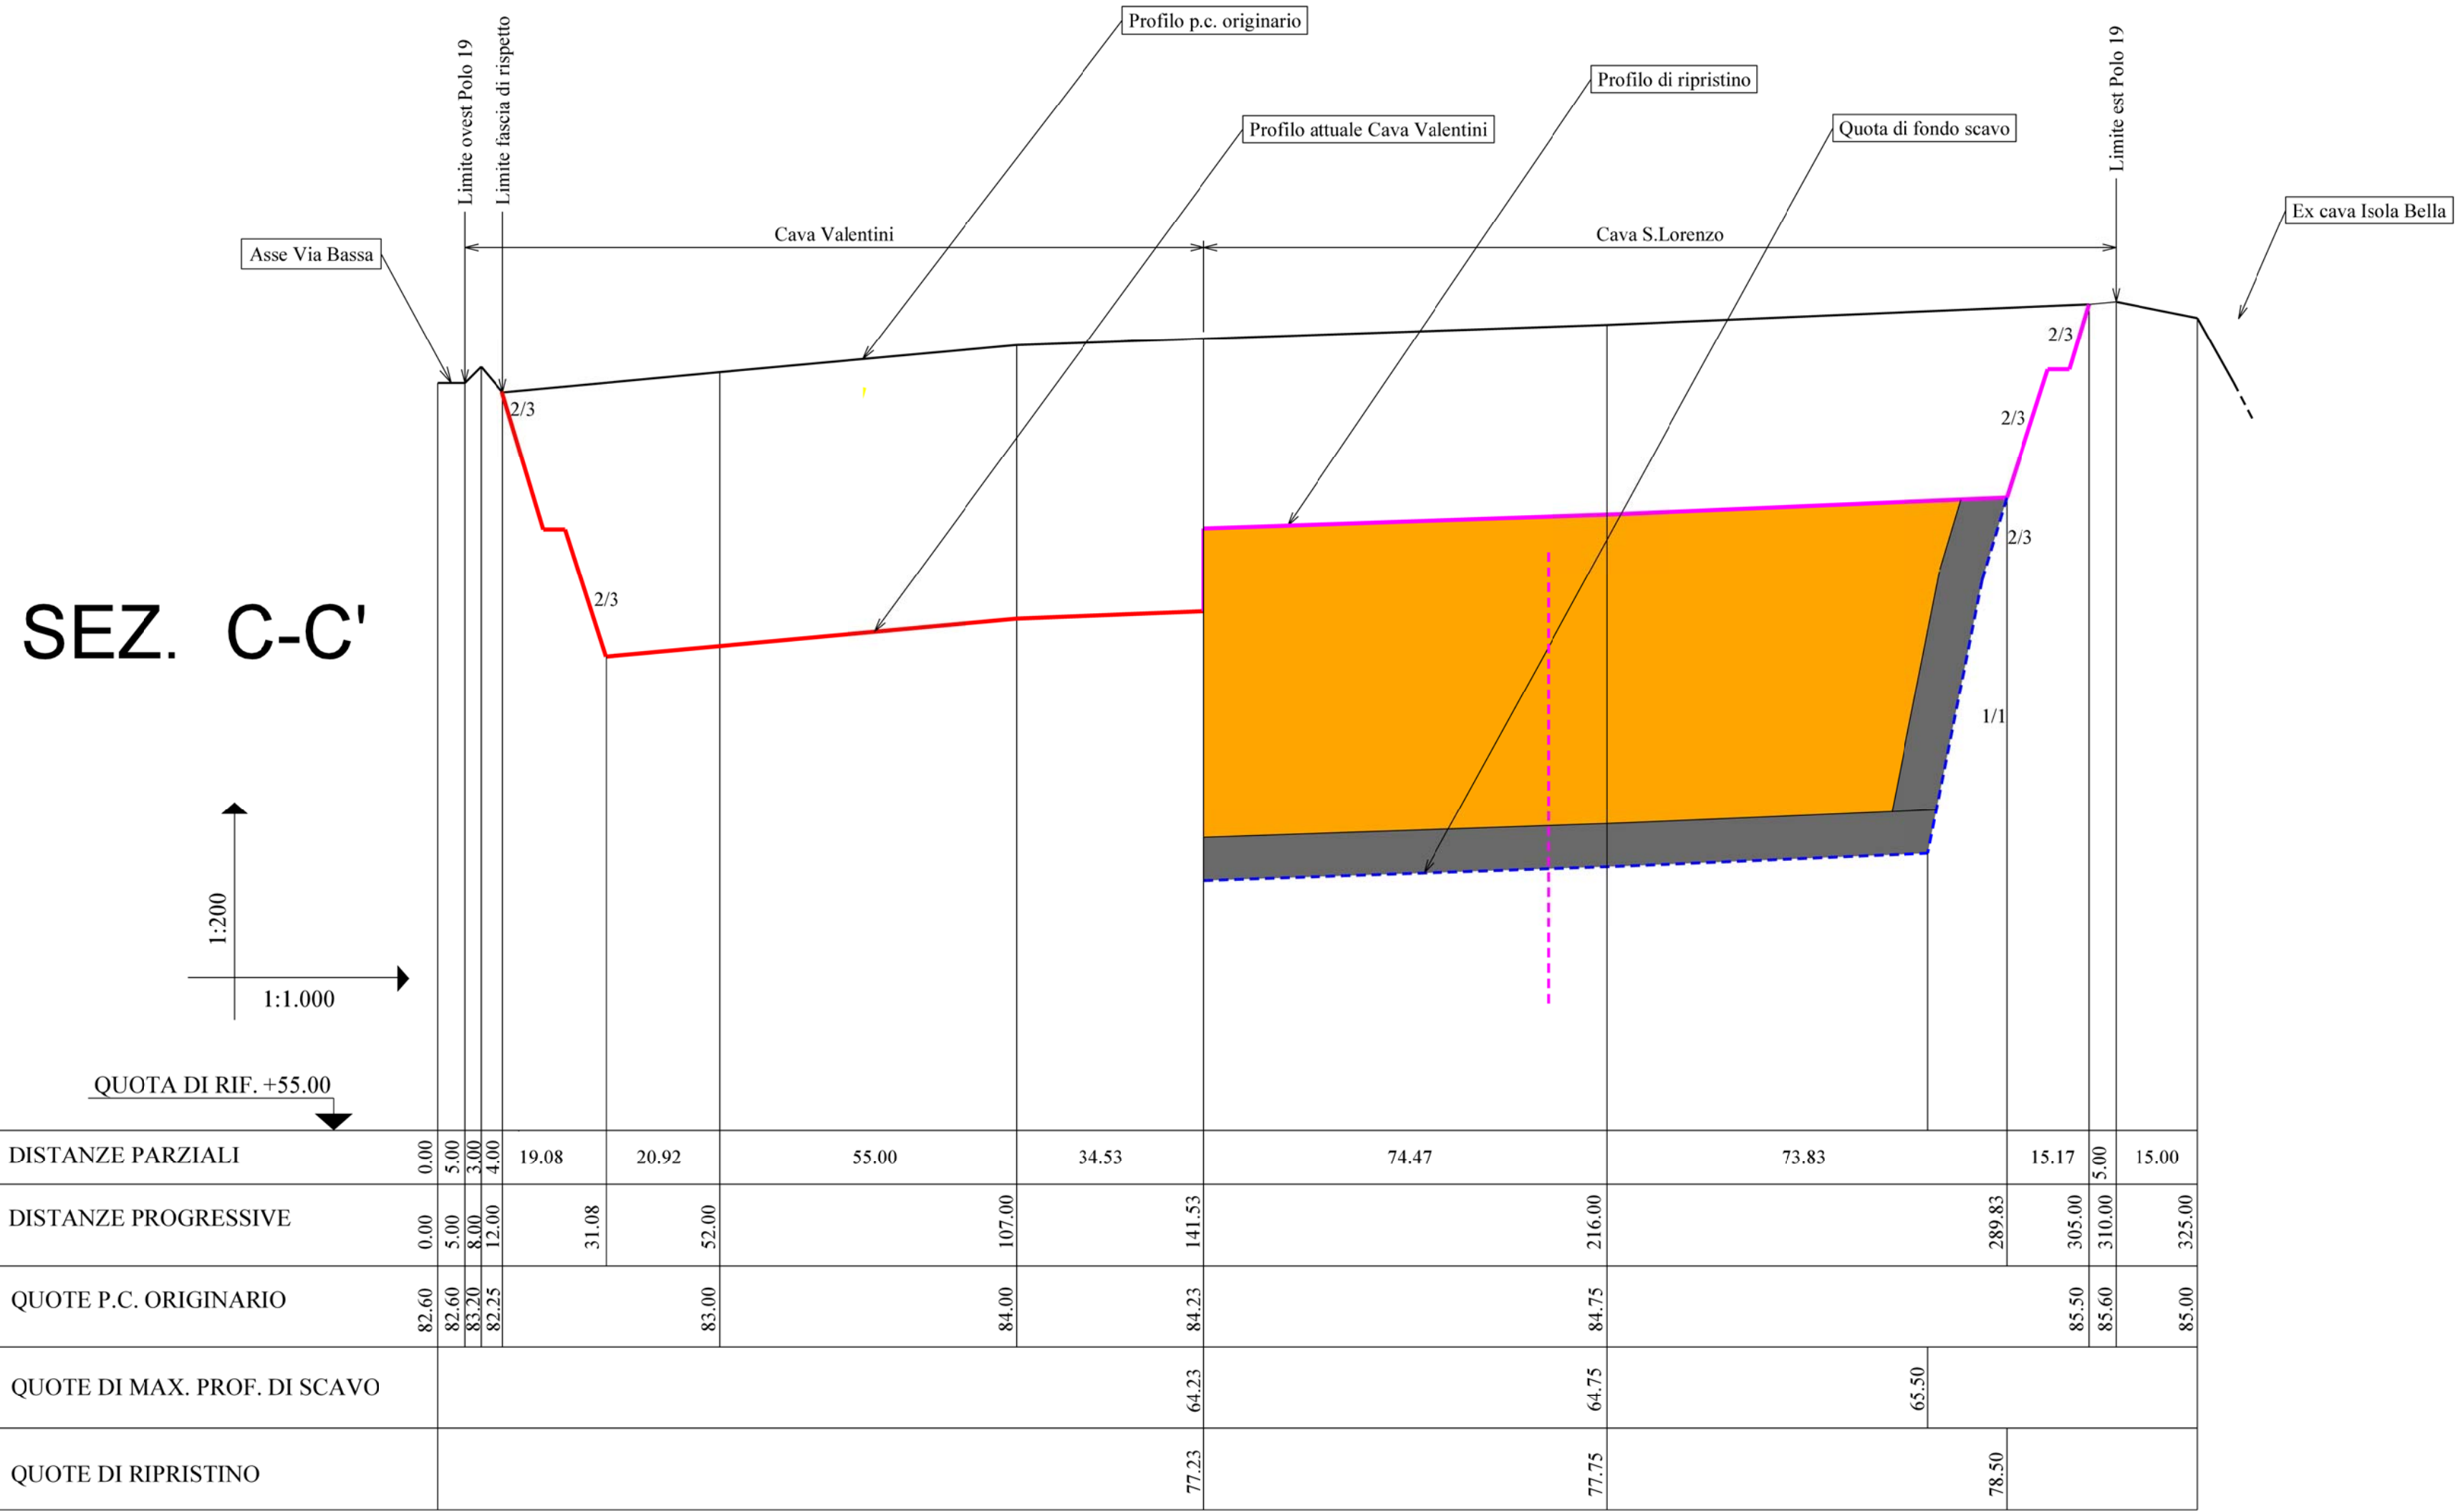 Profilo p.c. originario
Limite ovest Polo 19
Limite fascia di rispetto
Limite est Polo 19
Profilo di ripristino
Profilo attuale Cava Valentini
Quota di fondo scavo
Ex cava Isola Bella
Asse Via Bassa
Cava Valentini
Cava S.Lorenzo
2/3
2/3
2/3
2/3
2/3
1/1
SEZ. C-C'
1:200
1:1.000
QUOTA DI RIF. +55.00
DISTANZE PARZIALI 0.00 5.00 3.00 4.00 19.08 20.92 55.00 34.53 74.47 73.83 15.17 5.00 15.00
DISTANZE PROGRESSIVE 0.00 5.00 8.00 12.00 31.08 52.00 107.00 141.53 216.00 289.83 305.00 310.00 325.00
QUOTE P.C. ORIGINARIO 82.60 82.60 83.20 82.25 83.00 84.00 84.23 84.75 85.50 85.60 85.00
QUOTE DI MAX. PROF. DI SCAVO 64.23 64.75 65.50
QUOTE DI RIPRISTINO 77.23 77.75 78.50